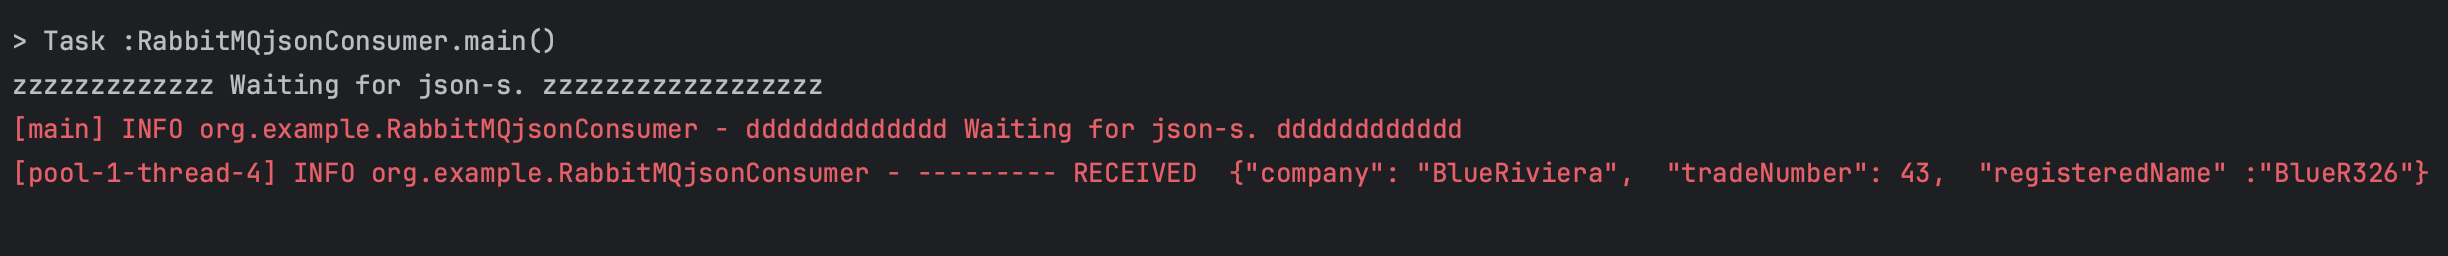 > Task :RabbitMQjsonConsumer.main()
zzzzzzzzzzzzz Waiting for json-s. zzzzzzzzzzzzzzzzzz
[main] INFO org.example.RabbitMQjsonConsumer - ddddddddddddd Waiting for json-s. dddddddddddd
[pool-1-thread-4] INFO org.example.RabbitMQjsonConsumer - --------- RECEIVED  {"company": "BlueRiviera",  "tradeNumber": 43,  "registeredName" :"BlueR326"}